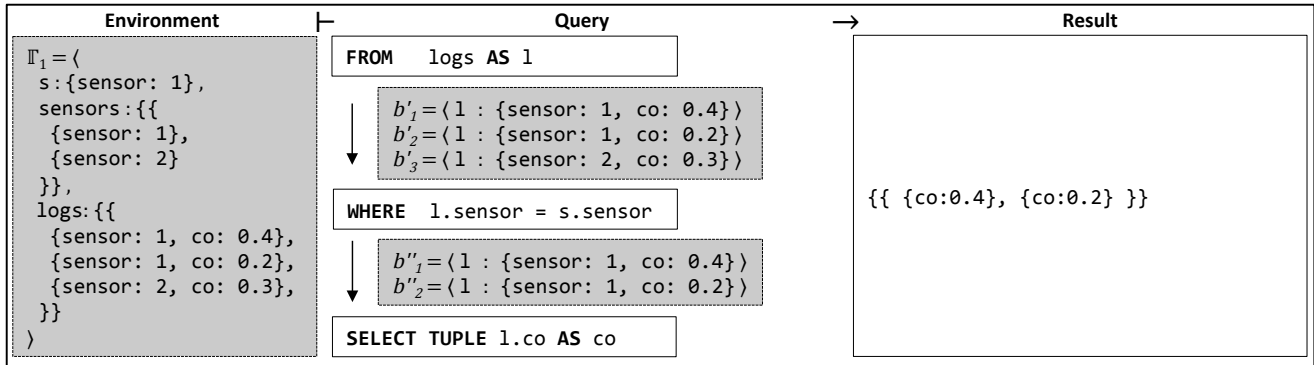 Environment ⊢ Query → Result
𝕋₁ = ⟨
s : {sensor: 1},
sensors : {{
{sensor: 1},
{sensor: 2}
}},
logs: {{
{sensor: 1, co: 0.4},
{sensor: 1, co: 0.2},
{sensor: 2, co: 0.3},
}}
⟩
FROM logs AS l
b′₁ = ⟨ l : {sensor: 1, co: 0.4} ⟩
b′₂ = ⟨ l : {sensor: 1, co: 0.2} ⟩
b′₃ = ⟨ l : {sensor: 2, co: 0.3} ⟩
WHERE l.sensor = s.sensor
b″₁ = ⟨ l : {sensor: 1, co: 0.4} ⟩
b″₂ = ⟨ l : {sensor: 1, co: 0.2} ⟩
SELECT TUPLE l.co AS co
{{ {co:0.4}, {co:0.2} }}